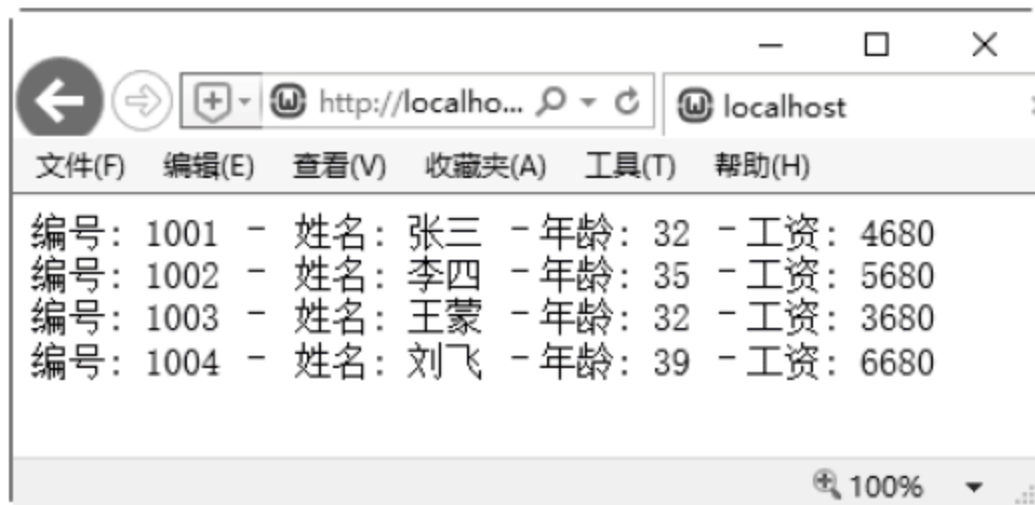 http://localho...
localhost
文件(F) 编辑(E) 查看(V) 收藏夹(A) 工具(T) 帮助(H)
编号: 1001 - 姓名: 张三 -年龄: 32 -工资: 4680
编号: 1002 - 姓名: 李四 -年龄: 35 -工资: 5680
编号: 1003 - 姓名: 王蒙 -年龄: 32 -工资: 3680
编号: 1004 - 姓名: 刘飞 -年龄: 39 -工资: 6680
100%